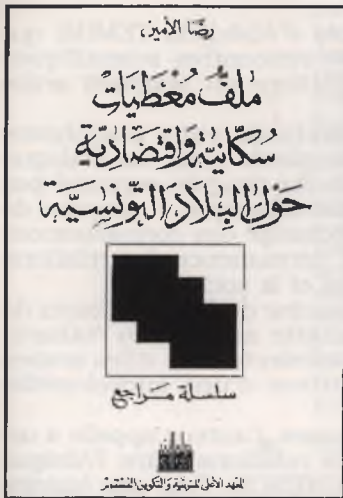 رضا الأمين
ملف معطيات
سكانية واقتصادية
حول البلاد التونسية
سلسلة مراجع
المعهد الأعلى للتربية والتكوين المستمر